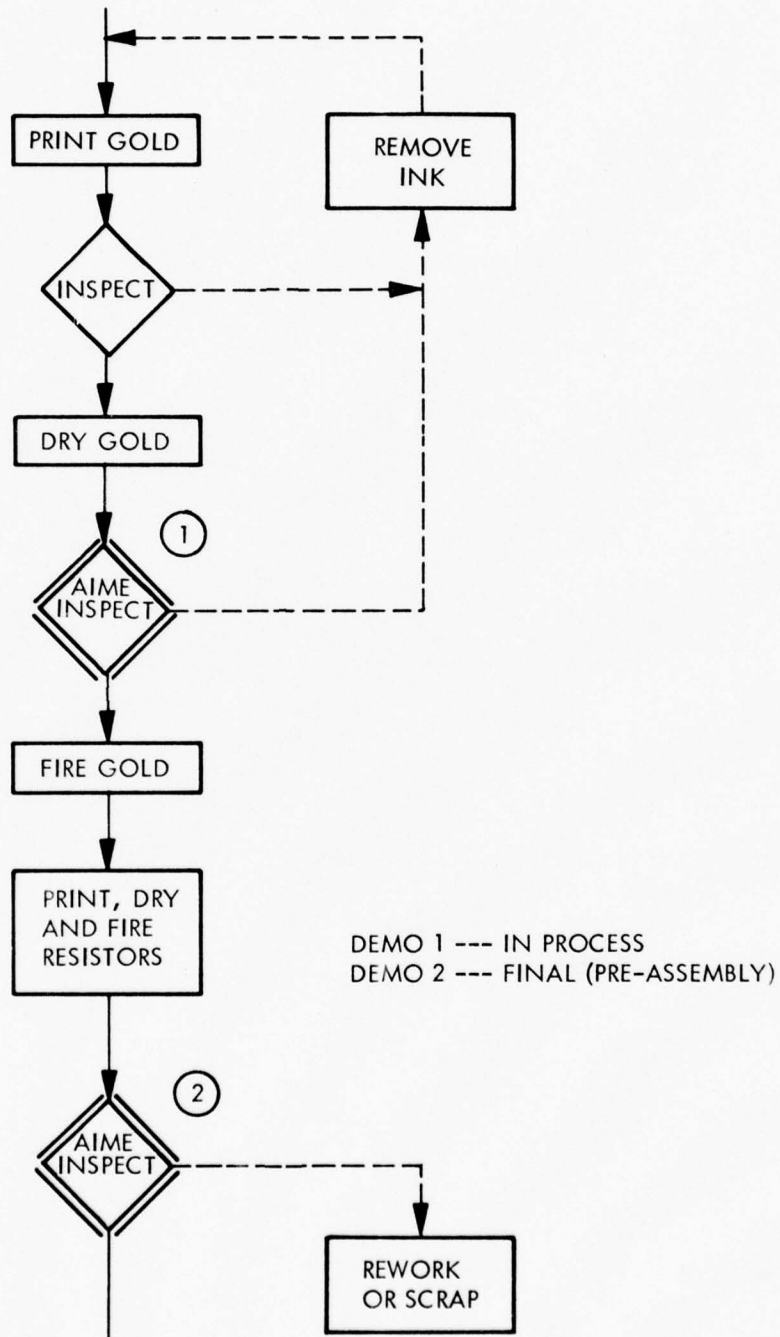 PRINT GOLD
REMOVE
INK
INSPECT
DRY GOLD
1
AIME
INSPECT
FIRE GOLD
PRINT, DRY
AND FIRE
RESISTORS
DEMO 1 --- IN PROCESS
DEMO 2 --- FINAL (PRE-ASSEMBLY)
2
AIME
INSPECT
REWORK
OR SCRAP